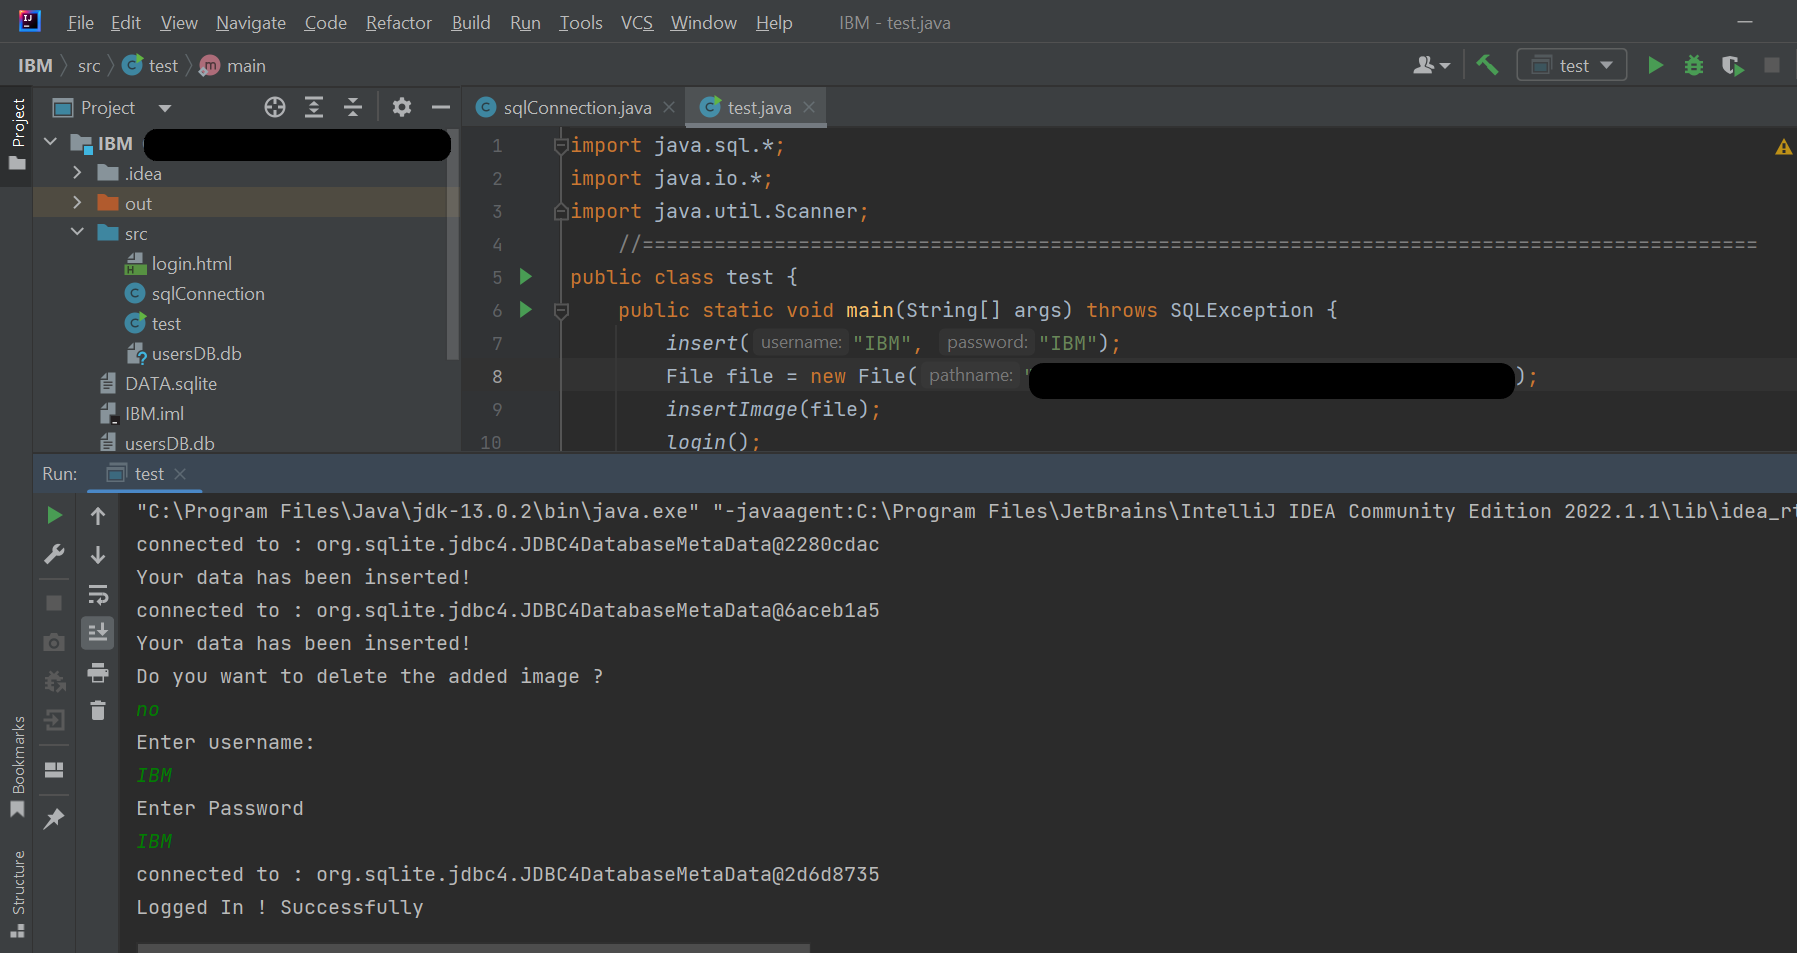 File Edit View Navigate Code Refactor Build Run Tools VCS Window Help IBM - test.java
IBM src test main
test
Project
sqlConnection.java test.java
Project
IBM
.idea
out
src
login.html
sqlConnection
test
usersDB.db
DATA.sqlite
IBM.iml
usersDB.db
1 import java.sql.*;
2 import java.io.*;
3 import java.util.Scanner;
4 //=============================================================================================
5 public class test {
6 public static void main(String[] args) throws SQLException {
7 insert( username: "IBM", password: "IBM");
8 File file = new File( pathname: " );
9 insertImage(file);
10 login();
Run: test
"C:\Program Files\Java\jdk-13.0.2\bin\java.exe" "-javaagent:C:\Program Files\JetBrains\IntelliJ IDEA Community Edition 2022.1.1\lib\idea_rt
connected to : org.sqlite.jdbc4.JDBC4DatabaseMetaData@2280cdac
Your data has been inserted!
connected to : org.sqlite.jdbc4.JDBC4DatabaseMetaData@6aceb1a5
Your data has been inserted!
Do you want to delete the added image ?
no
Enter username:
IBM
Enter Password
IBM
connected to : org.sqlite.jdbc4.JDBC4DatabaseMetaData@2d6d8735
Logged In ! Successfully
Bookmarks
Structure